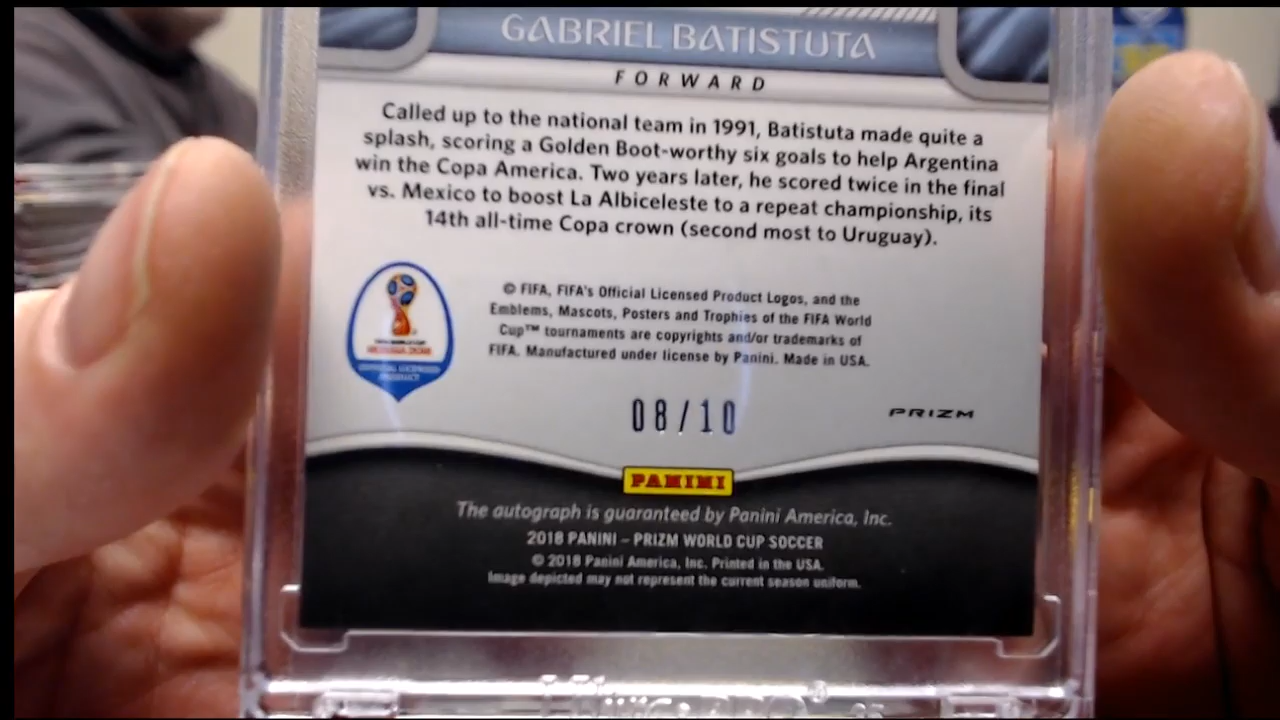 GABRIEL BATISTUTA
FORWARD
Called up to the national team in 1991, Batistuta made quite a
splash, scoring a Golden Boot-worthy six goals to help Argentina
win the Copa America. Two years later, he scored twice in the final
vs. Mexico to boost La Albiceleste to a repeat championship, its
14th all-time Copa crown (second most to Uruguay).
© FIFA, FIFA's Official Licensed Product Logos, and the
Emblems, Mascots, Posters and Trophies of the FIFA World
Cup™ tournaments are copyrights and/or trademarks of
FIFA. Manufactured under license by Panini. Made in USA.
OFFICIAL LICENSED
PRODUCT
08/10
PRIZM
PANINI
The autograph is guaranteed by Panini America, Inc.
2018 PANINI – PRIZM WORLD CUP SOCCER
© 2018 Panini America, Inc. Printed in the USA.
Image depicted may not represent the current season uniform.